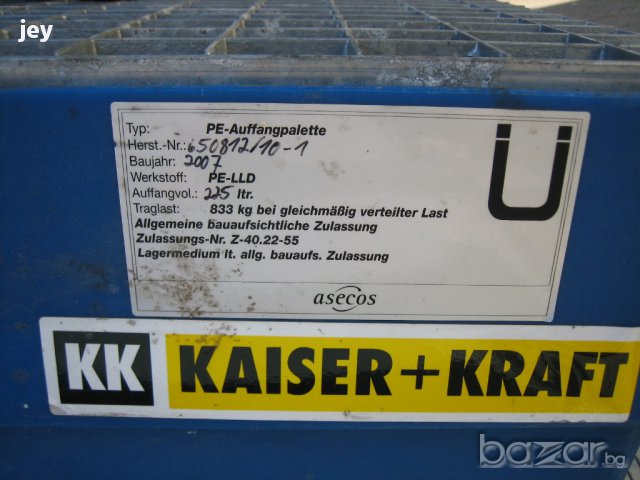 jey
Typ: PE-Auffangpalette
Herst.-Nr.: 650812/10-1
Baujahr: 2007
Werkstoff: PE-LLD
Auffangvol.: 225 ltr.
Traglast: 833 kg bei gleichmäßig verteilter Last
Allgemeine bauaufsichtliche Zulassung
Zulassungs-Nr. Z-40.22-55
Lagermedium lt. allg. bauaufs. Zulassung
Ü
asecos
KK KAISER+KRAFT
bazar.bg